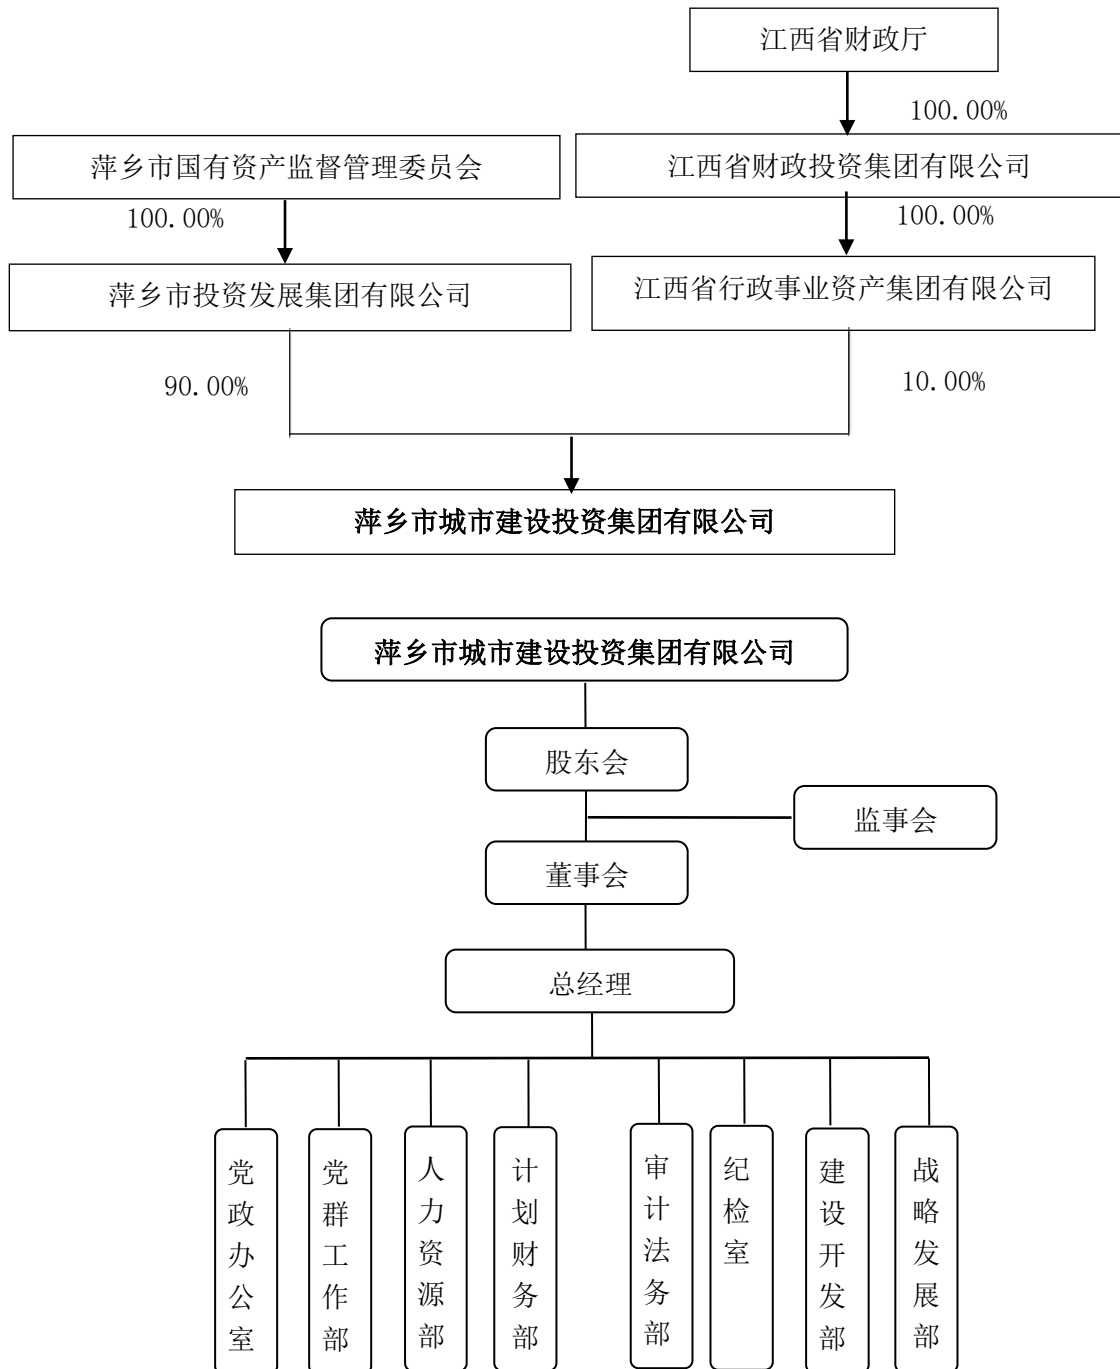 江西省财政厅
100.00%
萍乡市国有资产监督管理委员会
江西省财政投资集团有限公司
100.00%
100.00%
萍乡市投资发展集团有限公司
江西省行政事业资产集团有限公司
90.00%
10.00%
萍乡市城市建设投资集团有限公司
萍乡市城市建设投资集团有限公司
股东会
监事会
董事会
总经理
党政办公室
党群工作部
人力资源部
计划财务部
审计法务部
纪检室
建设开发部
战略发展部